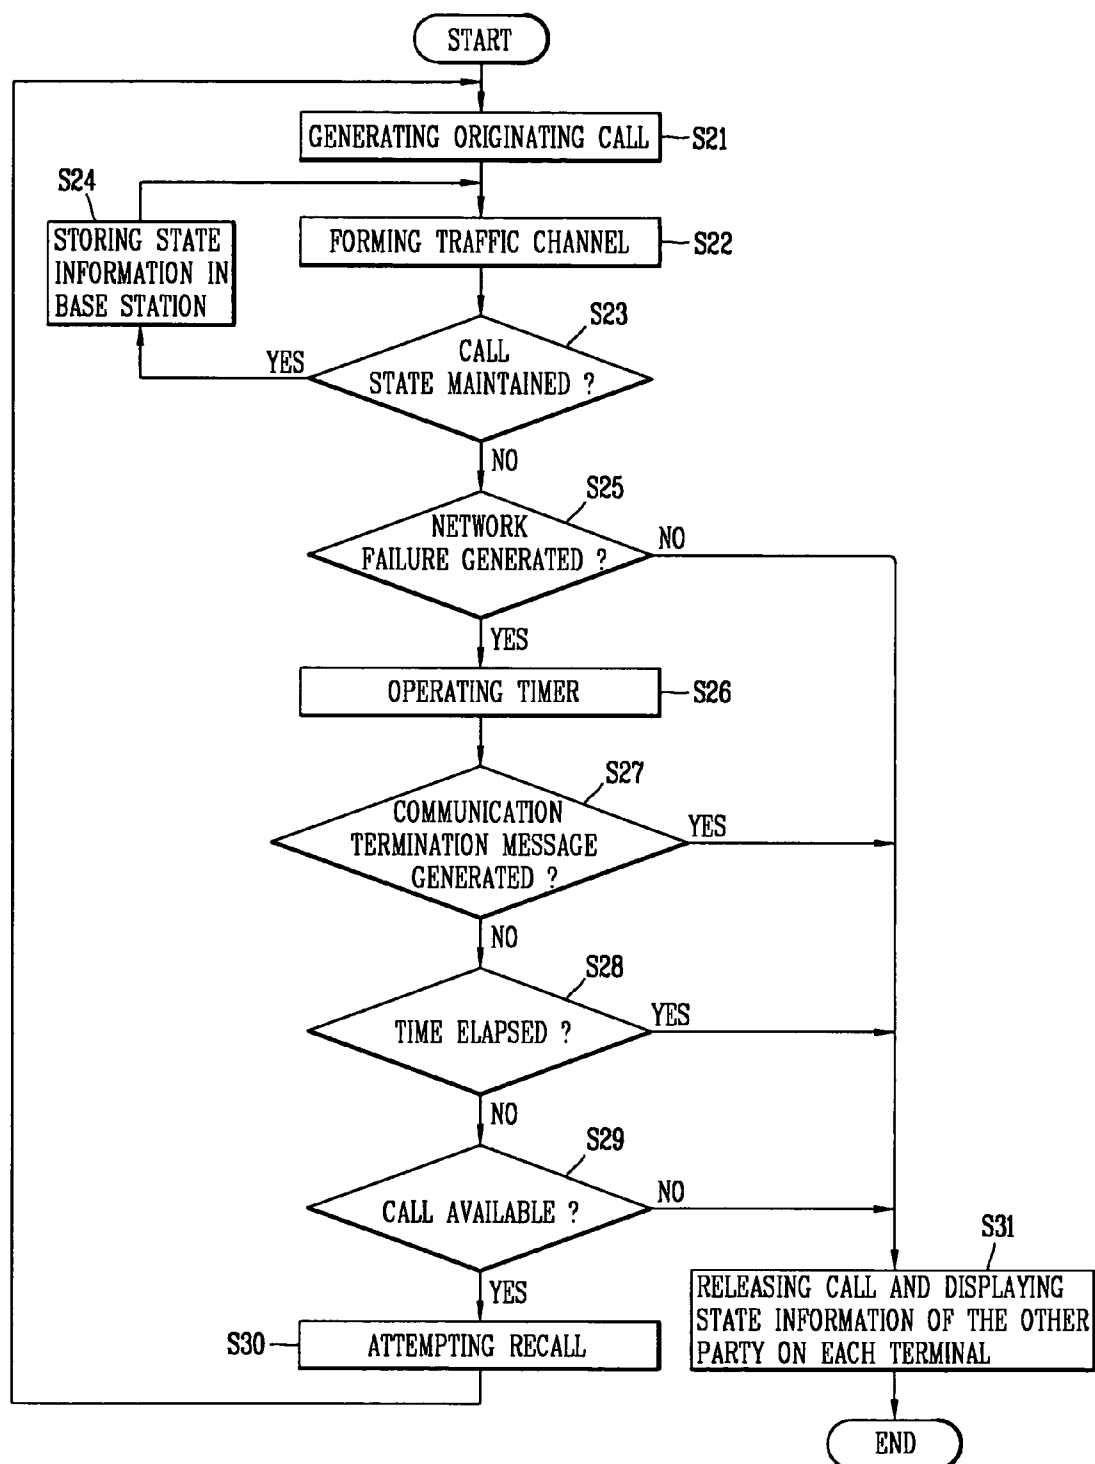 START
GENERATING ORIGINATING CALL
S21
S24
STORING STATE
INFORMATION IN
BASE STATION
FORMING TRAFFIC CHANNEL
S22
S23
CALL
STATE MAINTAINED ?
YES
NO
S25
NETWORK
FAILURE GENERATED ?
NO
YES
OPERATING TIMER
S26
S27
COMMUNICATION
TERMINATION MESSAGE
GENERATED ?
YES
NO
S28
TIME ELAPSED ?
YES
NO
S29
CALL AVAILABLE ?
NO
YES
S30
ATTEMPTING RECALL
S31
RELEASING CALL AND DISPLAYING
STATE INFORMATION OF THE OTHER
PARTY ON EACH TERMINAL
END